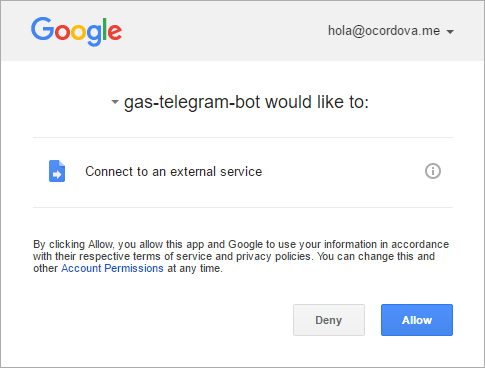 Google
hola@ocordova.me
gas-telegram-bot would like to:
Connect to an external service
By clicking Allow, you allow this app and Google to use your information in accordance
with their respective terms of service and privacy policies. You can change this and
other Account Permissions at any time.
Deny
Allow